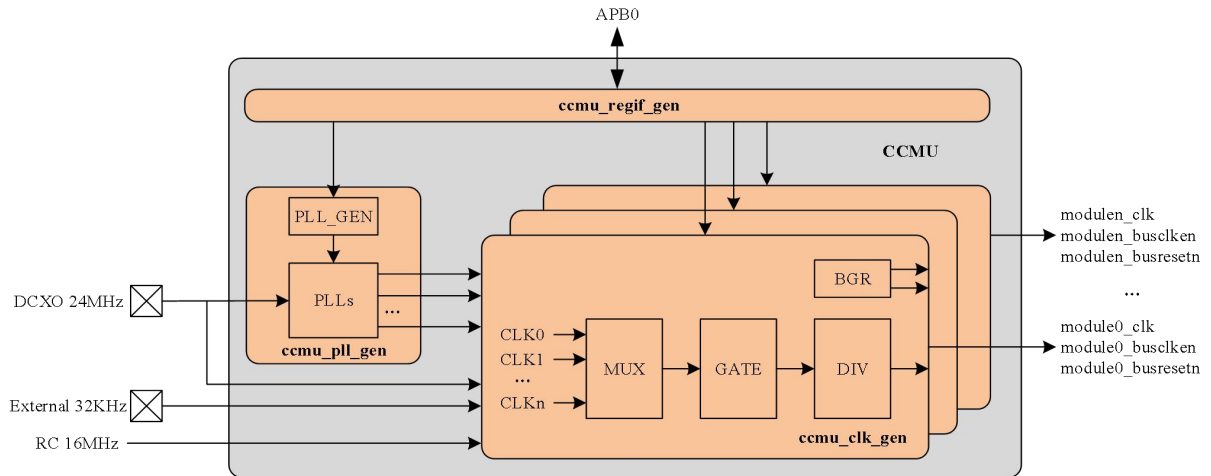 APB0
ccmu_regif_gen
CCMU
PLL_GEN
PLLs
...
ccmu_pll_gen
DCXO 24MHz
External 32KHz
RC 16MHz
BGR
CLK0
CLK1
...
CLKn
MUX
GATE
DIV
ccmu_clk_gen
modulen_clk
modulen_busclken
modulen_busresetn
...
module0_clk
module0_busclken
module0_busresetn